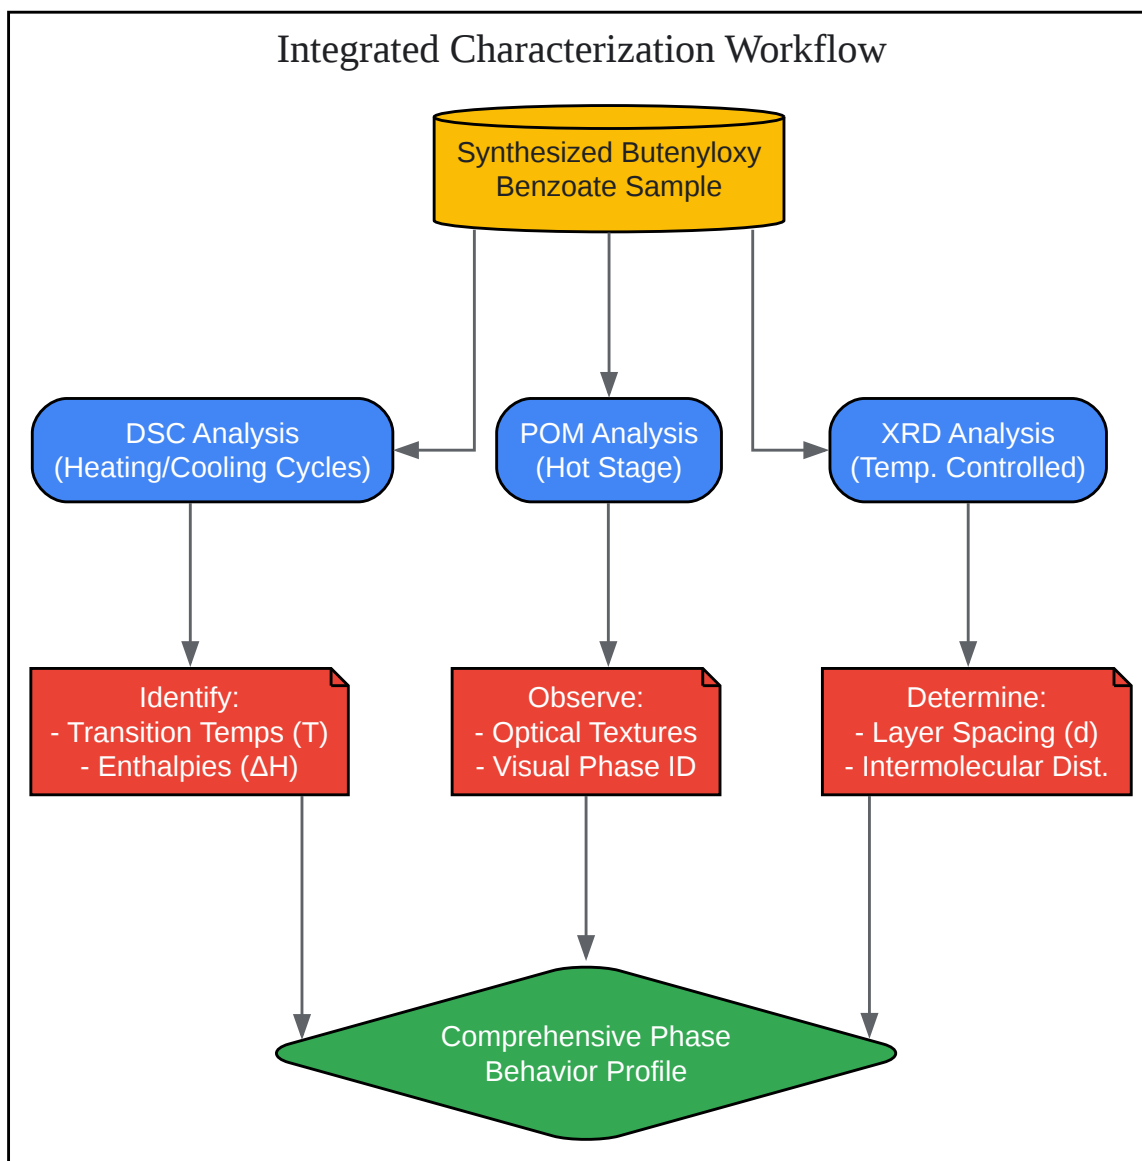 Integrated Characterization Workflow
Synthesized Butenyloxy
Benzoate Sample
DSC Analysis
(Heating/Cooling Cycles)
POM Analysis
(Hot Stage)
XRD Analysis
(Temp. Controlled)
Identify:
- Transition Temps (T)
- Enthalpies (ΔH)
Observe:
- Optical Textures
- Visual Phase ID
Determine:
- Layer Spacing (d)
- Intermolecular Dist.
Comprehensive Phase
Behavior Profile